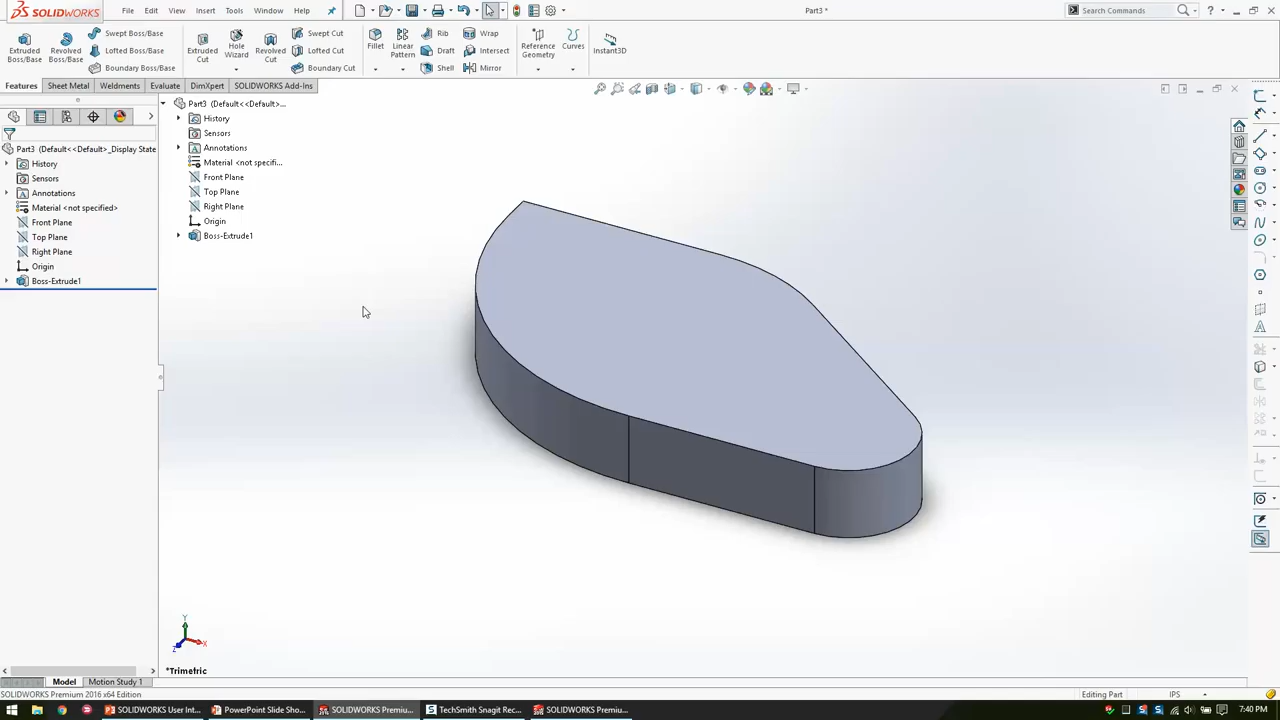 SOLIDWORKS File Edit View Insert Tools Window Help Part3 * Search Commands
Extruded Boss/Base
Revolved Boss/Base
Swept Boss/Base
Lofted Boss/Base
Boundary Boss/Base
Extruded Cut
Hole Wizard
Revolved Cut
Swept Cut
Lofted Cut
Boundary Cut
Fillet
Linear Pattern
Rib
Draft
Shell
Wrap
Intersect
Mirror
Reference Geometry
Curves
Instant3D
Features Sheet Metal Weldments Evaluate DimXpert SOLIDWORKS Add-Ins
Part3 (Default<<Default>_Display State
History
Sensors
Annotations
Material <not specified>
Front Plane
Top Plane
Right Plane
Origin
Boss-Extrude1
Part3 (Default<<Default>...
History
Sensors
Annotations
Material <not specifi...
Front Plane
Top Plane
Right Plane
Origin
Boss-Extrude1
Y
X
Z
*Trimetric
Model Motion Study 1
SOLIDWORKS Premium 2016 x64 Edition Editing Part IPS
SOLIDWORKS User Int... PowerPoint Slide Sho... SOLIDWORKS Premiu... TechSmith Snagit Rec... SOLIDWORKS Premiu... 7:40 PM